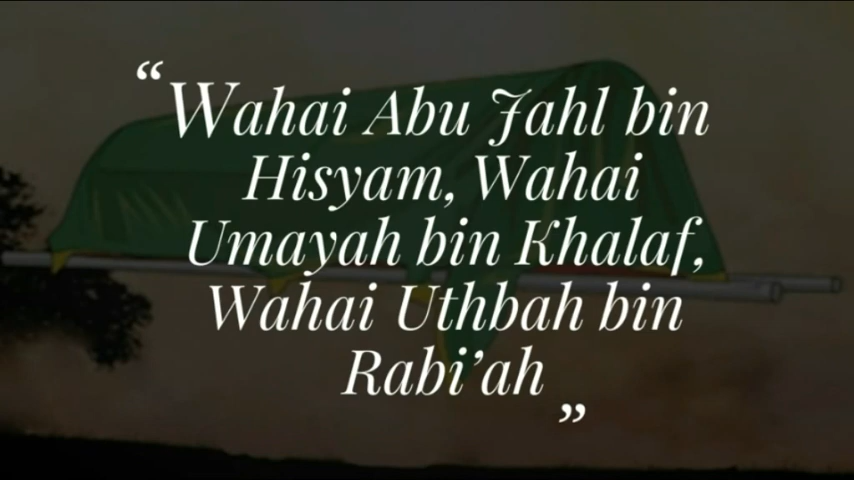 “Wahai Abu Jahl bin
Hisyam, Wahai
Umayah bin Khalaf,
Wahai Uthbah bin
Rabi’ah”